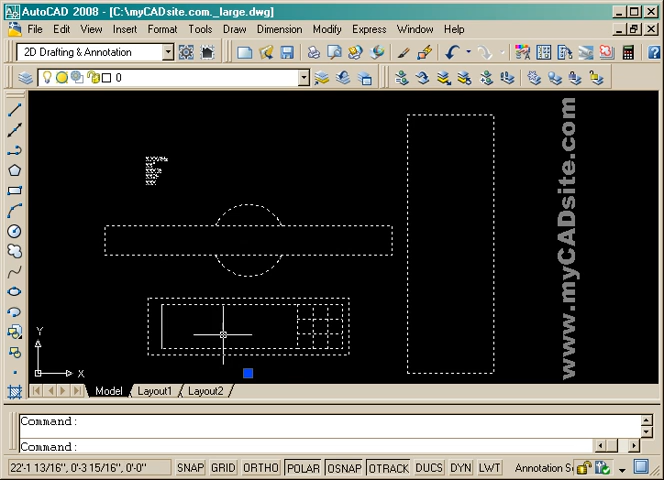 AutoCAD 2008 - [C:\myCADsite.com._large.dwg]
File Edit View Insert Format Tools Draw Dimension Modify Express Window Help
2D Drafting & Annotation
0
www.myCADsite.com
Y
X
Model Layout1 Layout2
Command:
Command:
22'-1 13/16", 0'-3 15/16", 0'-0" SNAP GRID ORTHO POLAR OSNAP OTRACK DUCS DYN LWT Annotation Sc